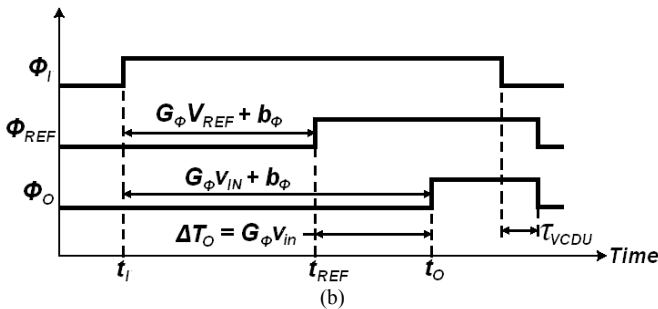 Φ_I
G_Φ V_REF + b_Φ
Φ_REF
G_Φ v_IN + b_Φ
Φ_O
ΔT_O = G_Φ v_in
τ_VCDU
t_I t_REF t_O Time
(b)